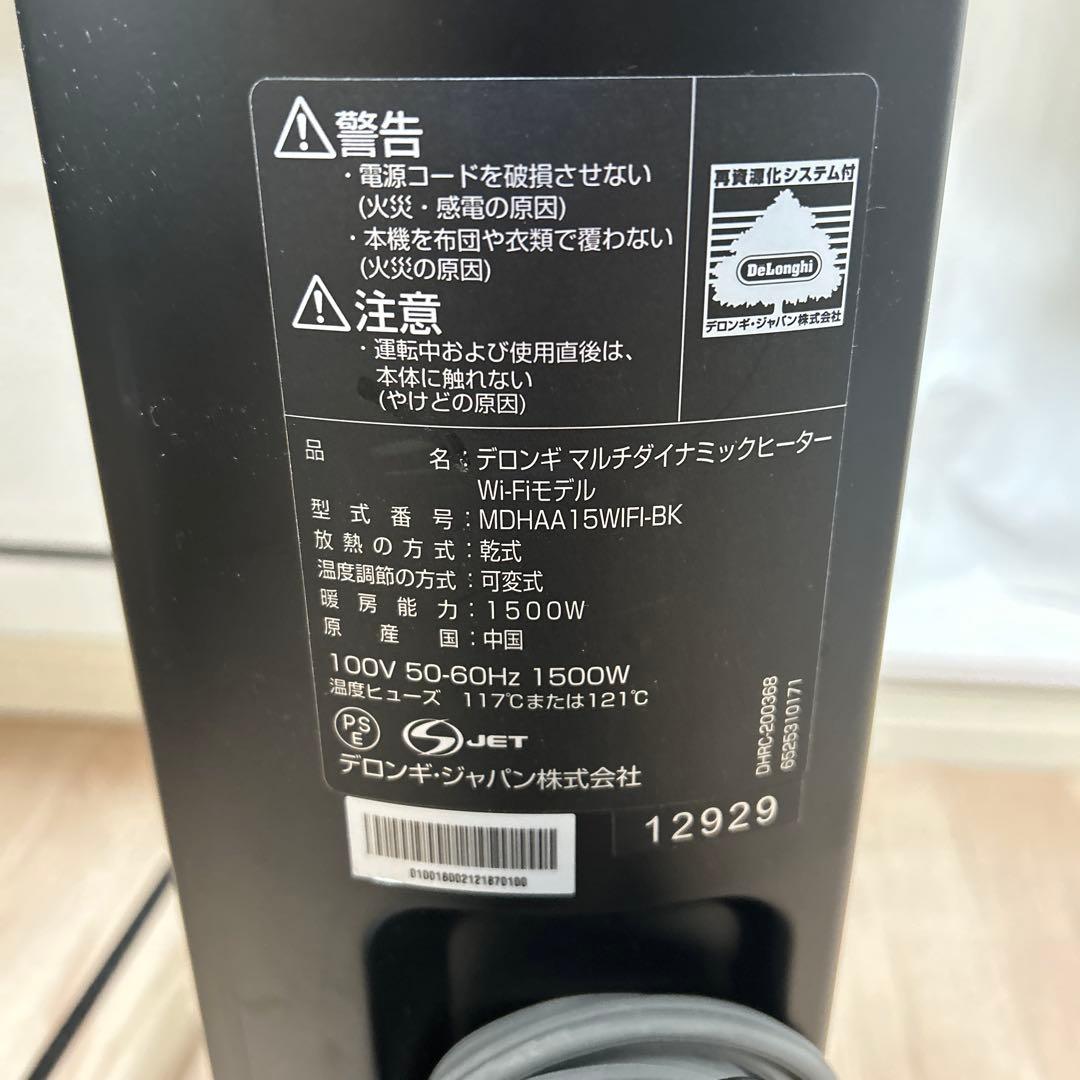 警告
・電源コードを破損させない
(火災・感電の原因)
・本機を布団や衣類で覆わない
(火災の原因)
注意
・運転中および使用直後は、
本体に触れない
(やけどの原因)
再資源化システム付
DeLonghi
デロンギ・ジャパン株式会社
品名：デロンギ マルチダイナミックヒーター
Wi-Fiモデル
型式番号：MDHAA15WIFI-BK
放熱の方式：乾式
温度調節の方式：可変式
暖房能力：1500W
原産国：中国
100V 50-60Hz 1500W
温度ヒューズ 117℃または121℃
PSE
S JET
デロンギ・ジャパン株式会社
DHRC-200368
6525310171
12929
01001600212187010​0